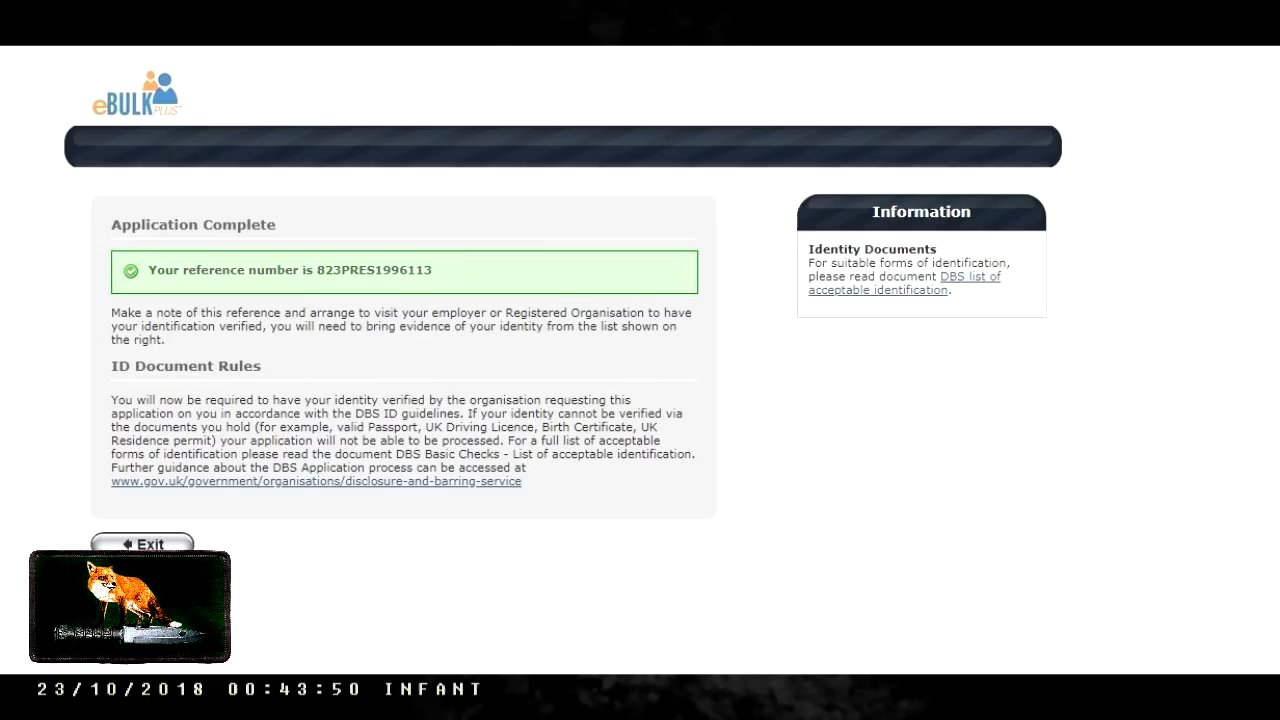 eBULK PLUS
Application Complete
Your reference number is 823PRES1996113
Make a note of this reference and arrange to visit your employer or Registered Organisation to have
your identification verified, you will need to bring evidence of your identity from the list shown on
the right.
ID Document Rules
You will now be required to have your identity verified by the organisation requesting this
application on you in accordance with the DBS ID guidelines. If your identity cannot be verified via
the documents you hold (for example, valid Passport, UK Driving Licence, Birth Certificate, UK
Residence permit) your application will not be able to be processed. For a full list of acceptable
forms of identification please read the document DBS Basic Checks - List of acceptable identification.
Further guidance about the DBS Application process can be accessed at
www.gov.uk/government/organisations/disclosure-and-barring-service
Exit
Information
Identity Documents
For suitable forms of identification,
please read document DBS list of
acceptable identification.
23/10/2018 00:43:50 INFANT